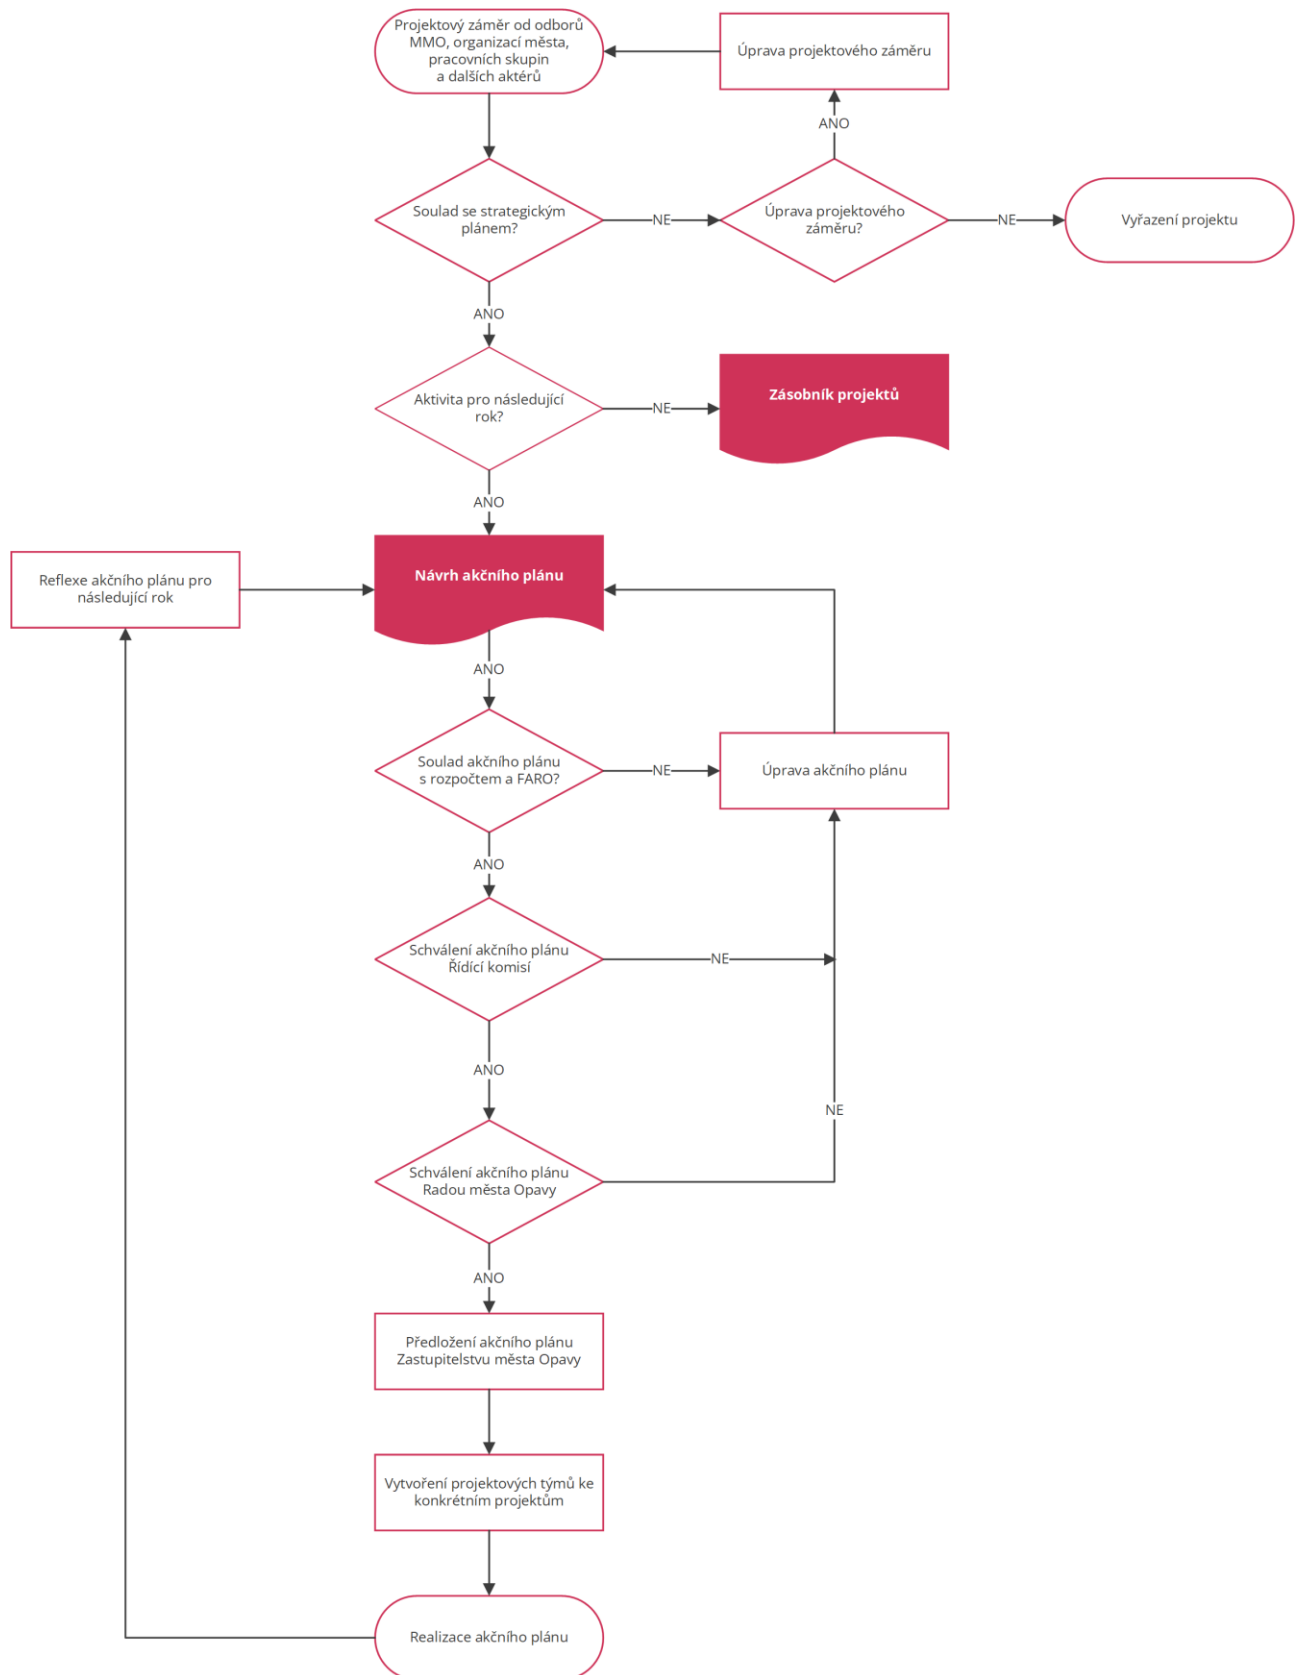 Projektový záměr od odborů
MMO, organizací města,
pracovních skupin
a dalších aktérů
Úprava projektového záměru
ANO
Soulad se strategickým
plánem?
NE
Úprava projektového
záměru?
NE
Vyřazení projektu
ANO
Aktivita pro následující
rok?
NE
Zásobník projektů
ANO
Reflexe akčního plánu pro
následující rok
Návrh akčního plánu
ANO
Soulad akčního plánu
s rozpočtem a FARO?
NE
Úprava akčního plánu
ANO
Schválení akčního plánu
Řídící komisí
NE
ANO
NE
Schválení akčního plánu
Radou města Opavy
ANO
Předložení akčního plánu
Zastupitelstvu města Opavy
Vytvoření projektových týmů ke
konkrétním projektům
Realizace akčního plánu